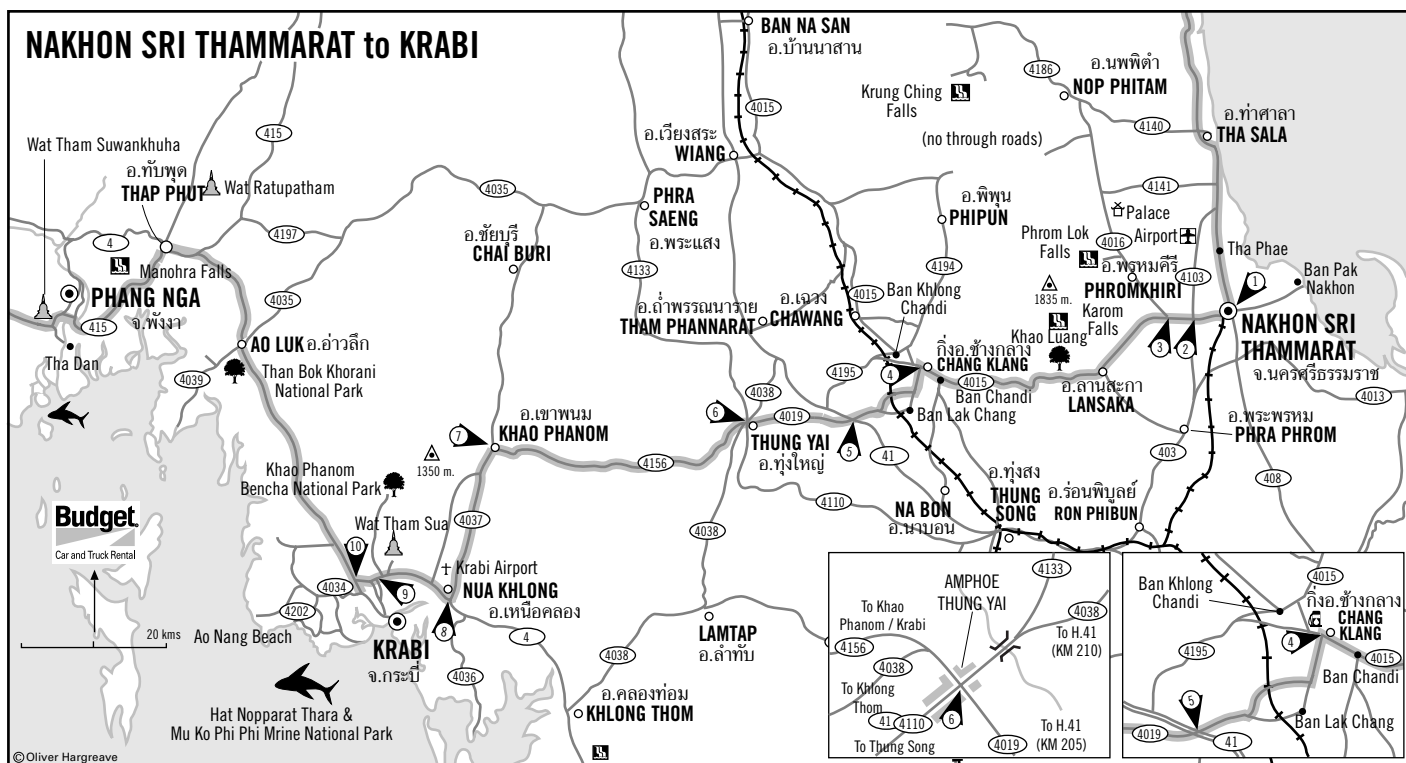 NAKHON SRI THAMMARAT to KRABI
BAN NA SAN
อ.บ้านนาสาน
4015
Krung Ching
Falls
(no through roads)
4186
อ.นพพิตำ
NOP PHITAM
4140
อ.ท่าศาลา
THA SALA
415
Wat Tham Suwankhuha
อ.ทับพุด
THAP PHUT
Wat Ratupatham
4
4197
Manohra Falls
PHANG NGA
จ.พังงา
415
Tha Dan
4035
AO LUK อ.อ่าวลึก
4039
Than Bok Khorani
National Park
4035
อ.ชัยบุรี
CHAI BURI
อ.เวียงสระ
WIANG
PHRA
SAENG
อ.พระแสง
4133
อ.ถ้ำพรรณนาราย
THAM PHANNARAT
4015
อ.ฉวง
CHAWANG
อ.พิพุน
PHIPUN
4194
Ban Khlong
Chandi
กิ่งอ.ช้างกลาง
CHANG KLANG
4
4015
Ban Chandi
Ban Lak Chang
4195
4141
Palace
Airport
4016
4103
Phrom Lok
Falls
อ.พรหมคีรี
PHROMKHIRI
1835 m.
Karom
Falls
Khao Luang
Tha Phae
Ban Pak
Nakhon
1
2
3
NAKHON SRI
THAMMARAT
จ.นครศรีธรรมราช
4013
อ.ลานสะกา
LANSAKA
อ.พระพรหม
PHRA PHROM
403
408
อ.ร่อนพิบูลย์
RON PHIBUN
อ.ทุ่งสง
THUNG
SONG
41
NA BON
อ.นาบอน
5
4038
4019
6
THUNG YAI
อ.ทุ่งใหญ่
4110
4156
อ.เขาพนม
KHAO PHANOM
7
1350 m.
Khao Phanom
Bencha National Park
Wat Tham Sua
4037
Krabi Airport
NUA KHLONG
อ.เหนือคลอง
8
9
10
4034
4202
Ao Nang Beach
KRABI
จ.กระบี่
4
4036
4038
LAMTAP
อ.ลำทับ
4038
อ.คลองท่อม
KHLONG THOM
Budget®
Car and Truck Rental
20 kms
Hat Nopparat Thara &
Mu Ko Phi Phi Mrine National Park
©Oliver Hargreave
AMPHOE
THUNG YAI
4133
4038
To Khao
Phanom / Krabi
4156
4038
To H.41
(KM 210)
To Khlong
Thom
41
4110
6
To Thung Song
To H.41
(KM 205)
4019
Ban Khlong
Chandi
4015
กิ่งอ.ช้างกลาง
CHANG
KLANG
4
4195
4015
Ban Chandi
5
Ban Lak Chang
4019
41